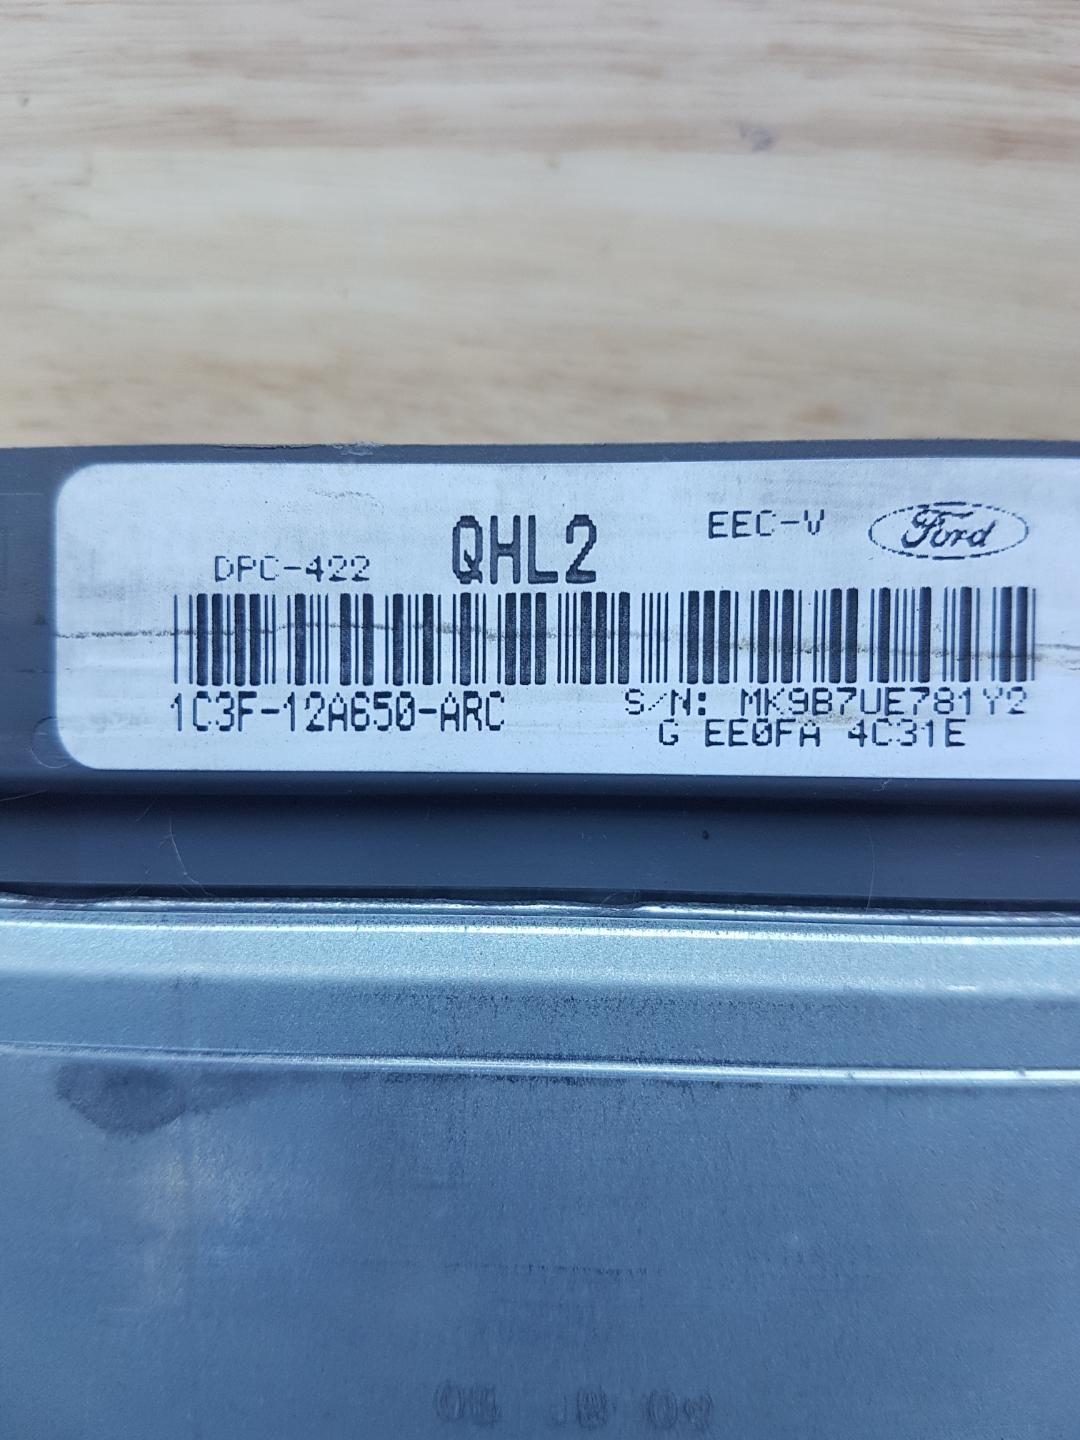 DPC-422 QHL2 EEC-V Ford
1C3F-12A650-ARC S/N: MK9B7UE781Y2
G EE0FA 4C31E